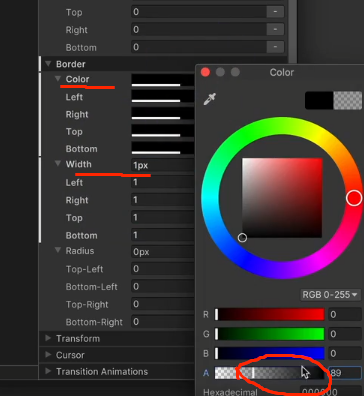 Top 0 -
Right 0 -
Bottom 0 -
Border
Color
Left
Right
Top
Bottom
Width 1px
Left 1
Right 1
Top 1
Bottom 1
Radius 0px
Top-Left 0
Bottom-Left 0
Top-Right 0
Bottom-Right 0
Transform
Cursor
Transition Animations
Color
RGB 0-255
R 0
G 0
B 0
A 89
Hexadecimal 000000